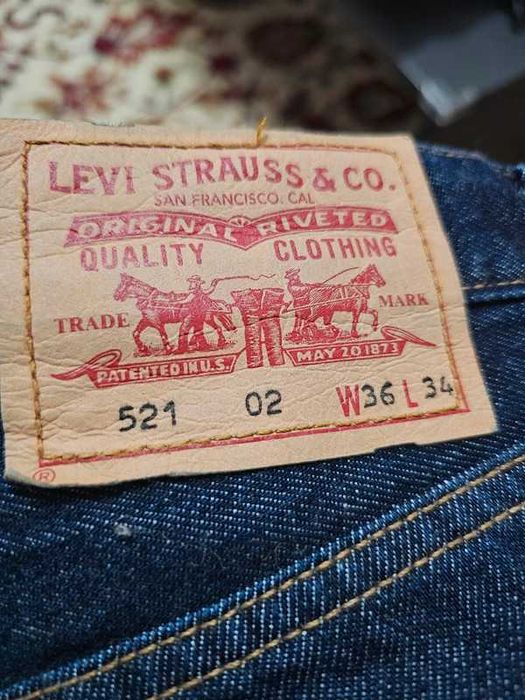 LEVI STRAUSS & CO.
SAN FRANCISCO. CAL
ORIGINAL RIVETED
QUALITY CLOTHING
TRADE MARK
PATENTED IN U.S. MAY 20 1873
521 02 W36 L 34
®